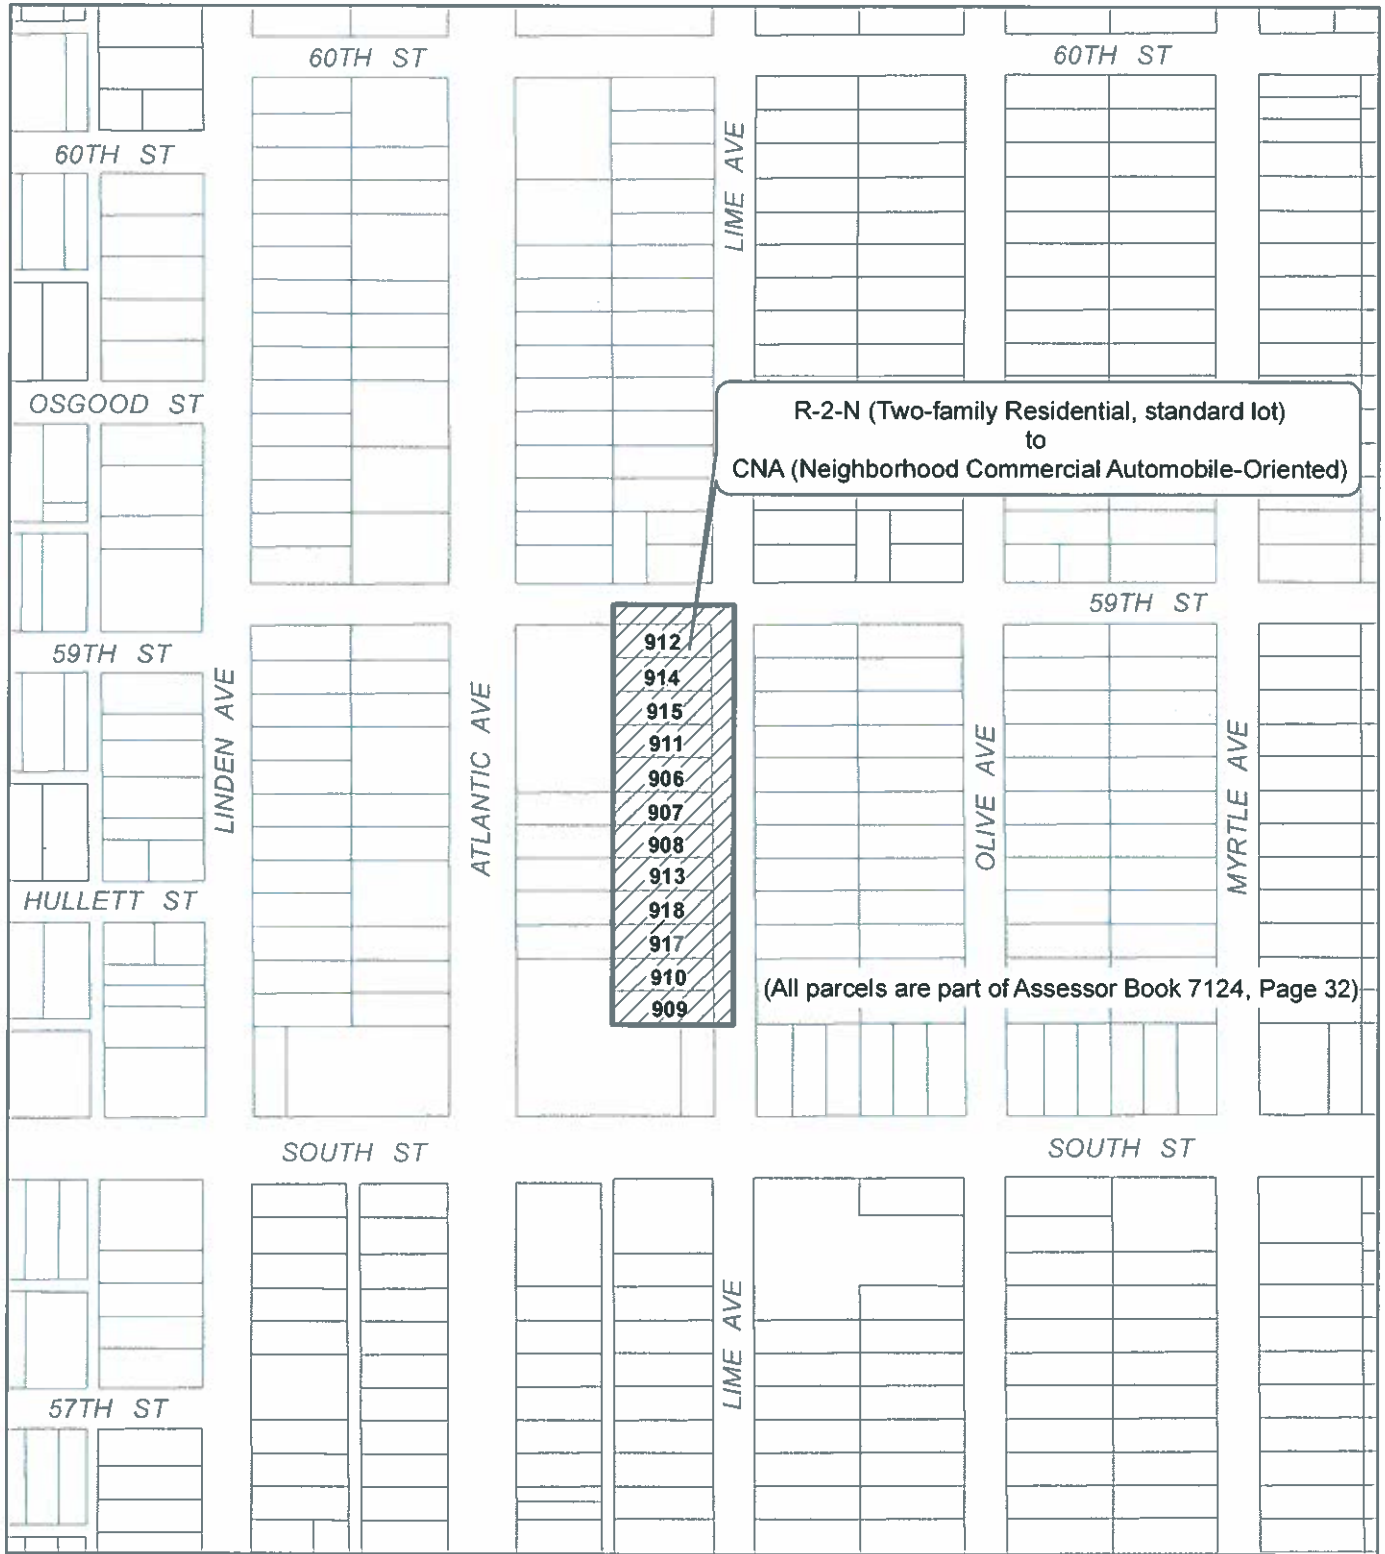 60TH ST
60TH ST
60TH ST
LIME AVE
OSGOOD ST
R-2-N (Two-family Residential, standard lot)
to
CNA (Neighborhood Commercial Automobile-Oriented)
59TH ST
59TH ST
LINDEN AVE
ATLANTIC AVE
912
914
915
911
906
907
908
913
918
917
910
909
OLIVE AVE
MYRTLE AVE
HULLETT ST
(All parcels are part of Assessor Book 7124, Page 32)
SOUTH ST
SOUTH ST
LIME AVE
57TH ST